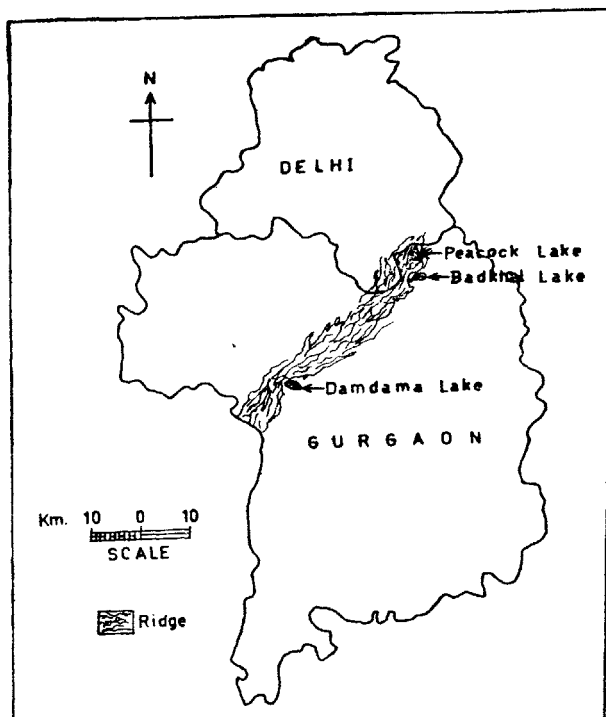 N
DELHI
Peacock Lake
Badkhal Lake
Damdama Lake
GURGAON
Km. 10 0 10
SCALE
Ridge